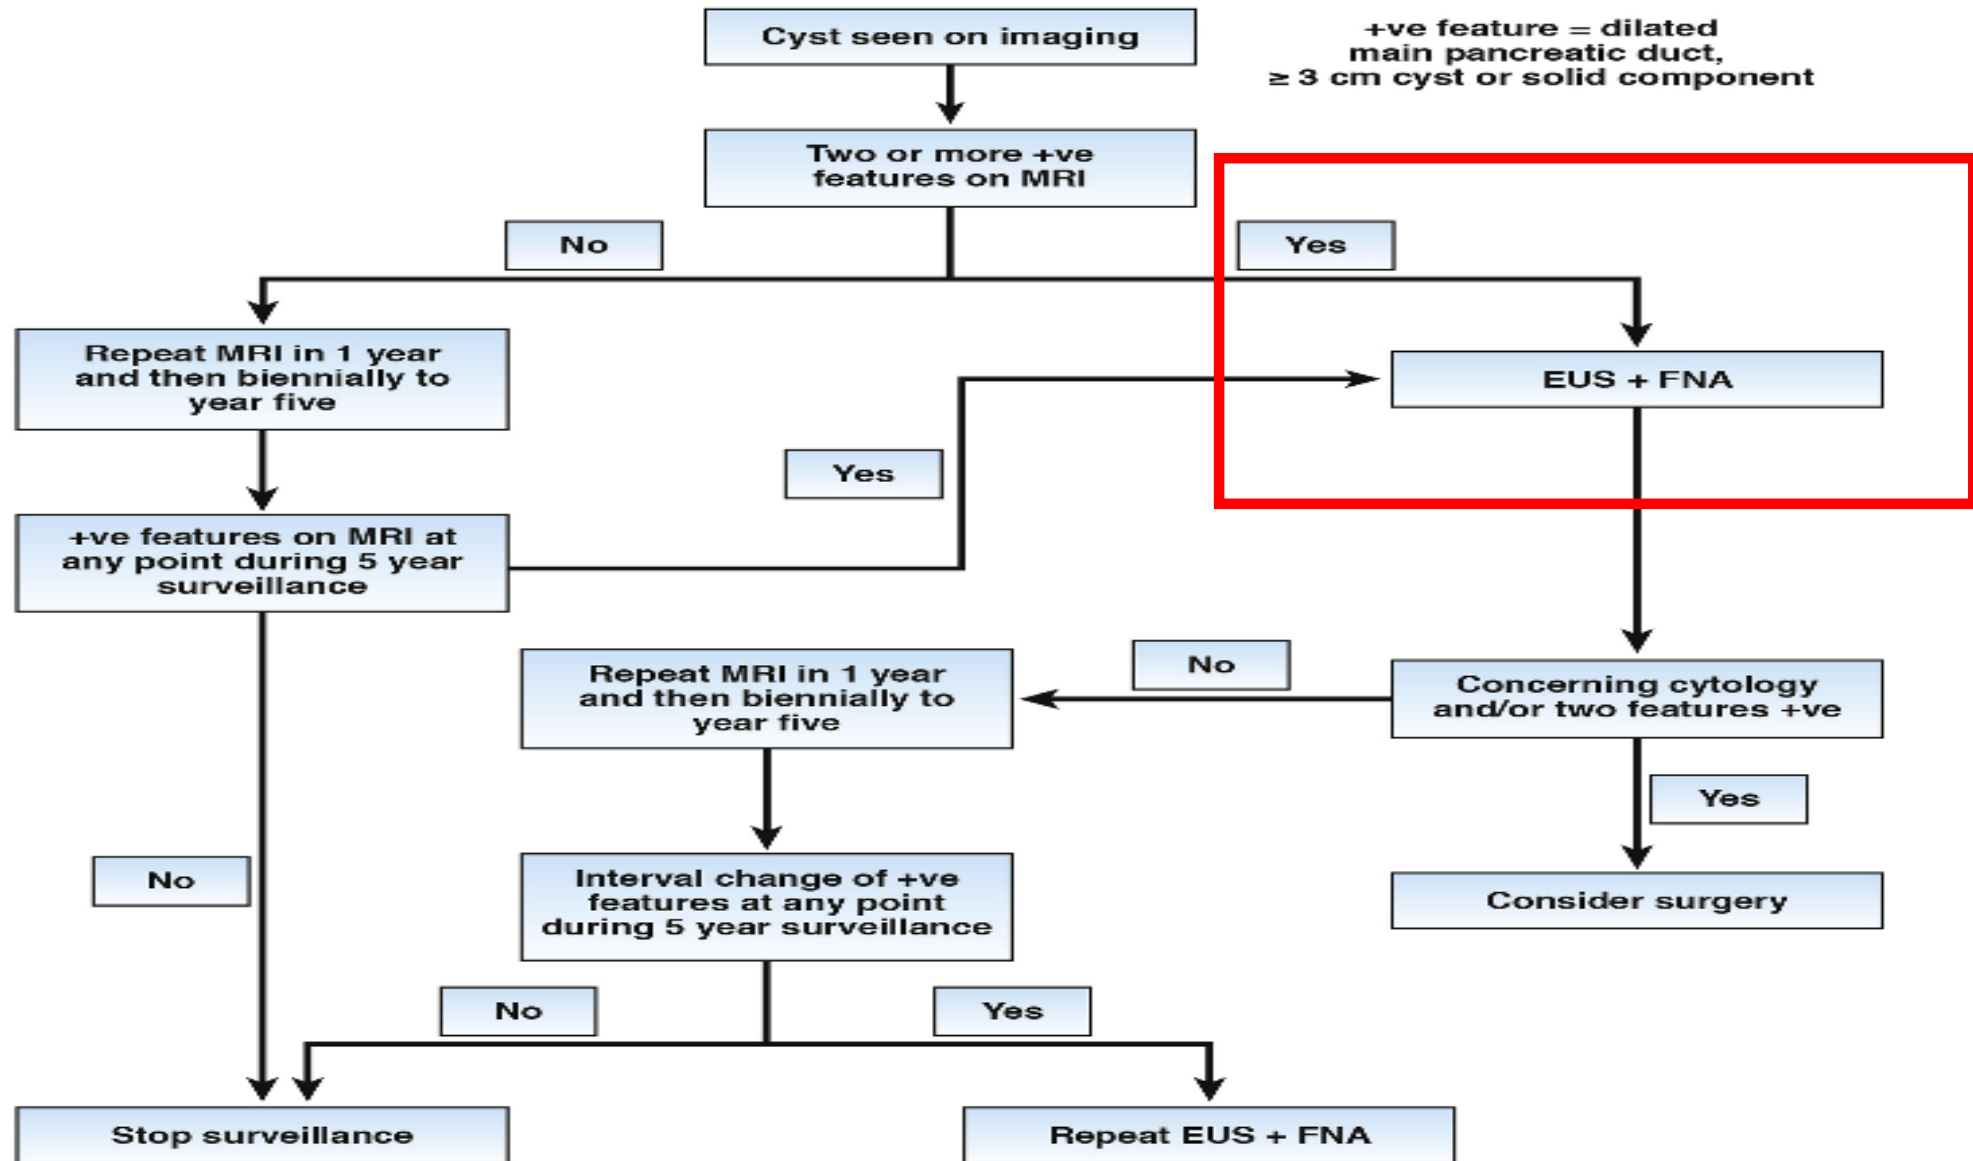 Cyst seen on imaging
+ve feature = dilated
main pancreatic duct,
≥ 3 cm cyst or solid component
Two or more +ve
features on MRI
No
Yes
Repeat MRI in 1 year
and then biennially to
year five
EUS + FNA
Yes
+ve features on MRI at
any point during 5 year
surveillance
No
Repeat MRI in 1 year
and then biennially to
year five
Concerning cytology
and/or two features +ve
Yes
No
Interval change of +ve
features at any point
during 5 year surveillance
Consider surgery
No
Yes
Stop surveillance
Repeat EUS + FNA